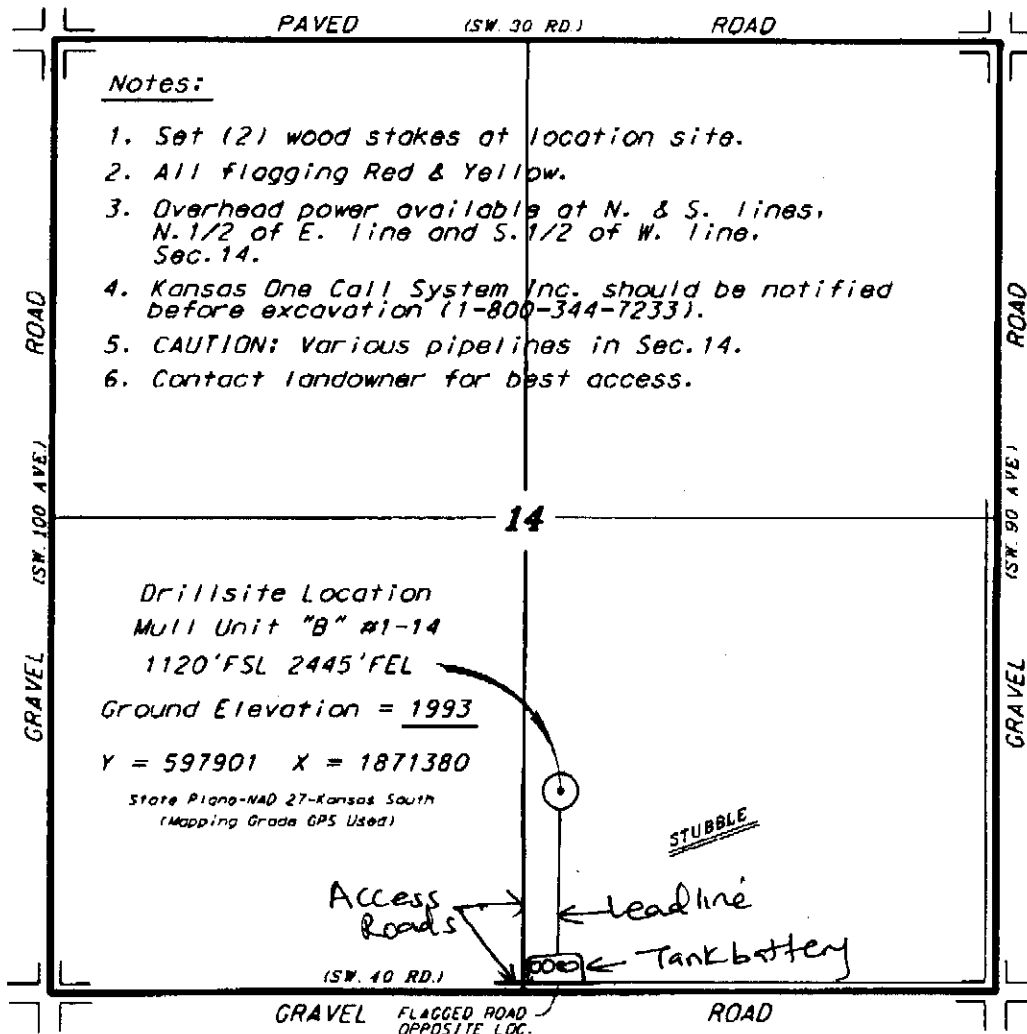 PAVED (SW. 30 RD.) ROAD
Notes:
1. Set (2) wood stakes at location site.
2. All flagging Red & Yellow.
3. Overhead power available at N. & S. lines,
N.1/2 of E. line and S.1/2 of W. line.
Sec.14.
4. Kansas One Call System Inc. should be notified
before excavation (1-800-344-7233).
5. CAUTION: Various pipelines in Sec.14.
6. Contact landowner for best access.
GRAVEL (SW. 100 AVE.) ROAD
GRAVEL (SW. 90 AVE) ROAD
14
Drillsite Location
Mull Unit "B" #1-14
1120'FSL 2445'FEL
Ground Elevation = 1993
Y = 597901 X = 1871380
State Plane-NAD 27-Kansas South
(Mapping Grade GPS Used)
STUBBLE
Access
Roads
Leadline
Tank battery
(SW. 40 RD.)
GRAVEL FLAGGED ROAD ROAD
OPPOSITE LOC.